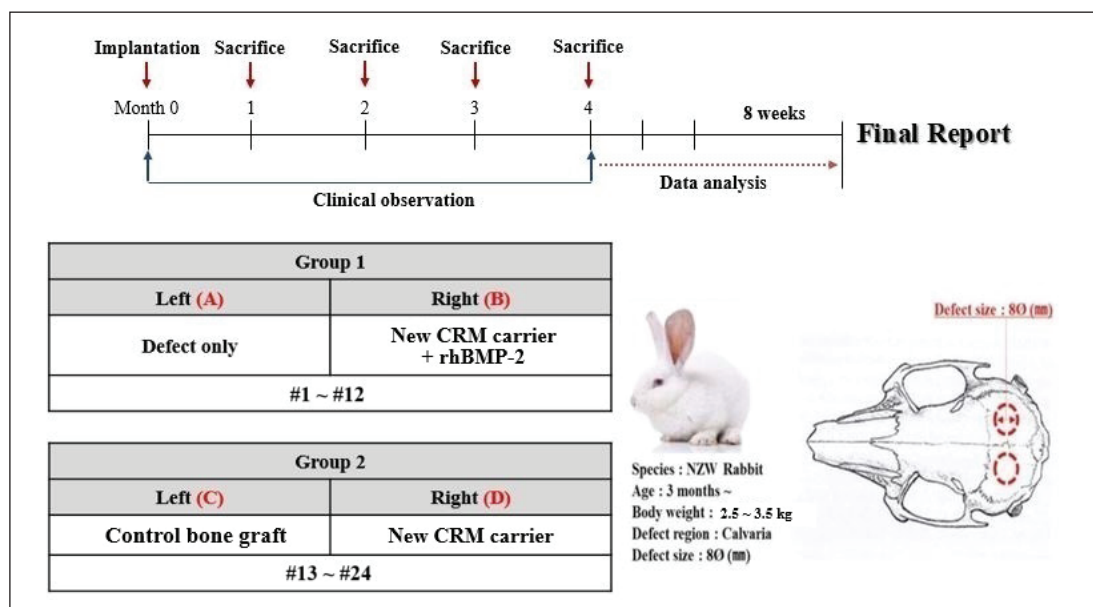 Implantation Sacrifice Sacrifice Sacrifice Sacrifice
Month 0 1 2 3 4 8 weeks
Final Report
Clinical observation
Data analysis
Group 1
Left (A) Right (B)
Defect only New CRM carrier
+ rhBMP-2
#1 ~ #12
Group 2
Left (C) Right (D)
Control bone graft New CRM carrier
#13 ~ #24
Species : NZW Rabbit
Age : 3 months ~
Body weight : 2.5 ~ 3.5 kg
Defect region : Calvaria
Defect size : 8Ø (㎜)
Defect size : 8Ø (㎜)